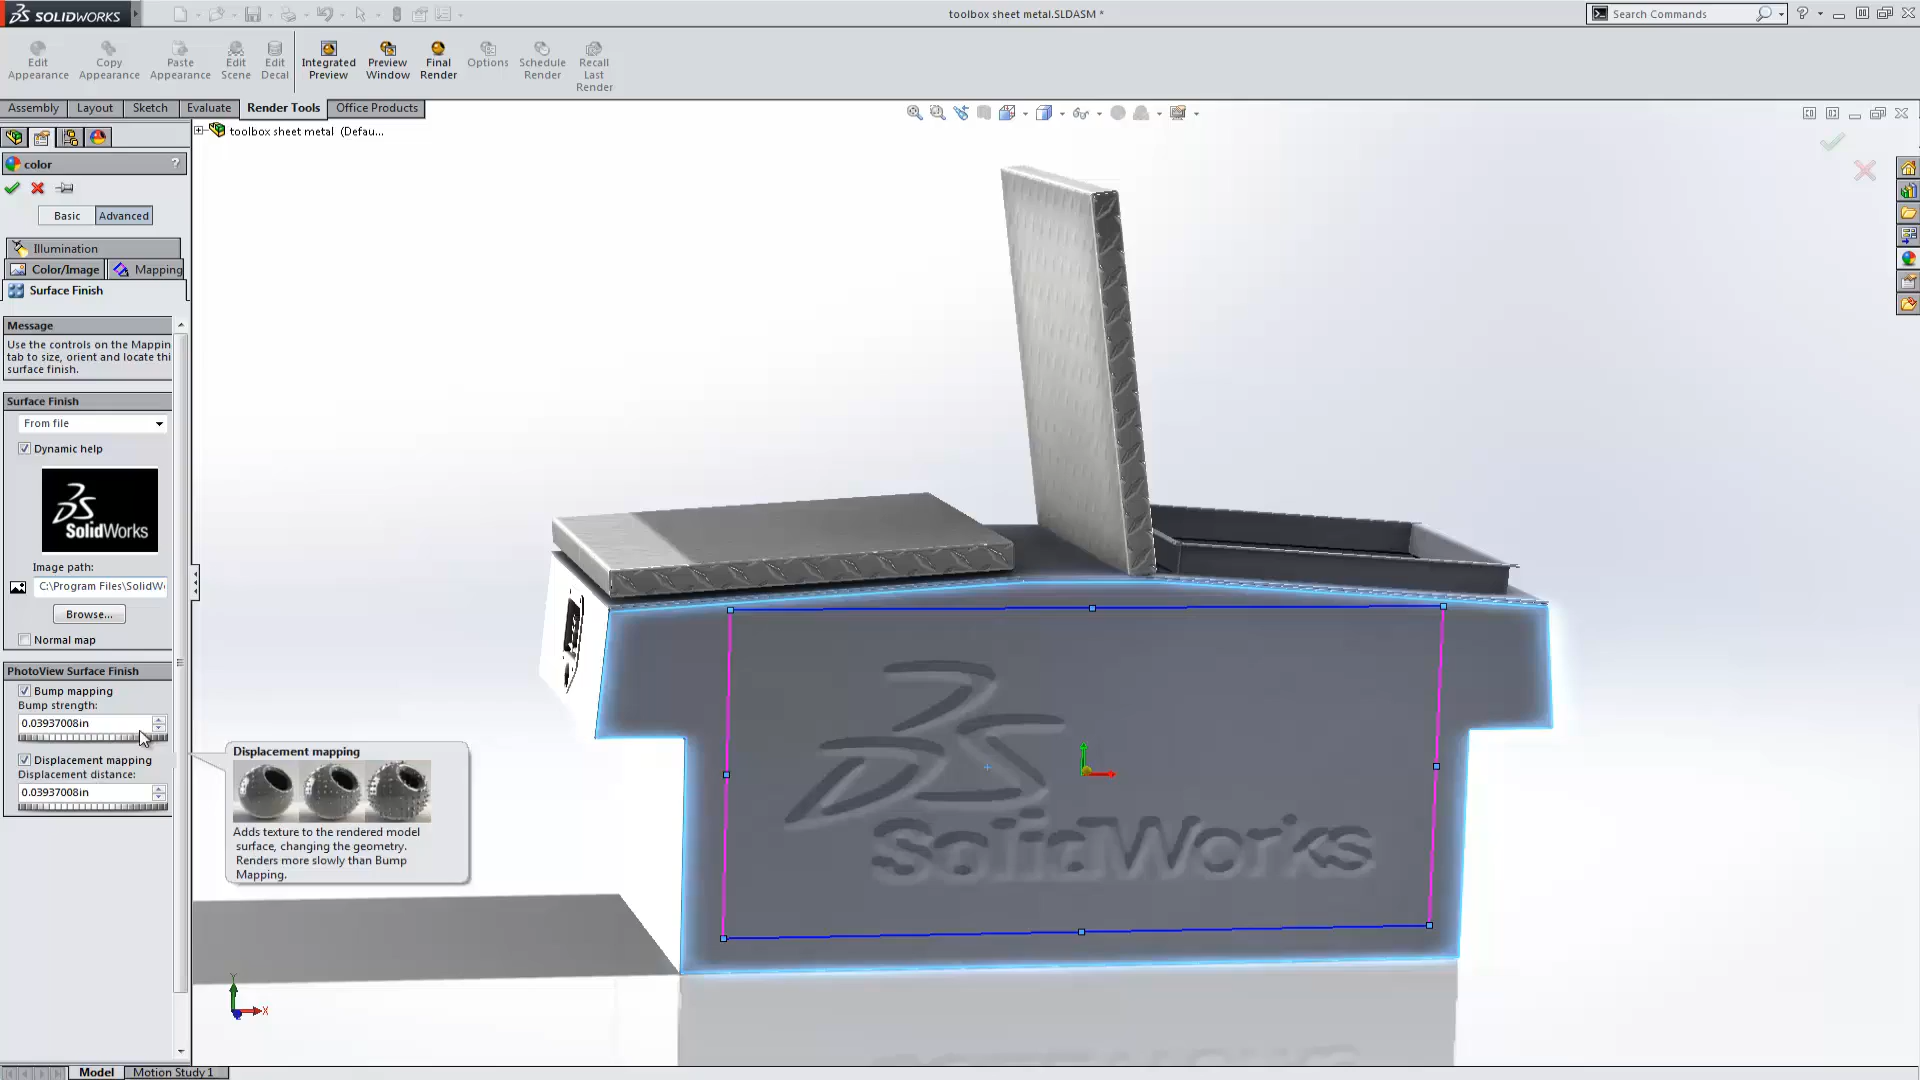 SOLIDWORKS
toolbox sheet metal.SLDASM *
Search Commands
Edit Appearance
Copy Appearance
Paste Appearance
Edit Scene
Edit Decal
Integrated Preview
Preview Window
Final Render
Options
Schedule Render
Recall Last Render
Assembly
Layout
Sketch
Evaluate
Render Tools
Office Products
toolbox sheet metal (Defau...
color
?
Basic
Advanced
Illumination
Color/Image
Mapping
Surface Finish
Message
Use the controls on the Mappin
tab to size, orient and locate thi
surface finish.
Surface Finish
From file
Dynamic help
SolidWorks
Image path:
C:\Program Files\SolidW
Browse...
Normal map
PhotoView Surface Finish
Bump mapping
Bump strength:
0.03937008in
Displacement mapping
Displacement distance:
0.03937008in
Displacement mapping
Adds texture to the rendered model
surface, changing the geometry.
Renders more slowly than Bump
Mapping.
SolidWorks
Y
X
Model
Motion Study 1